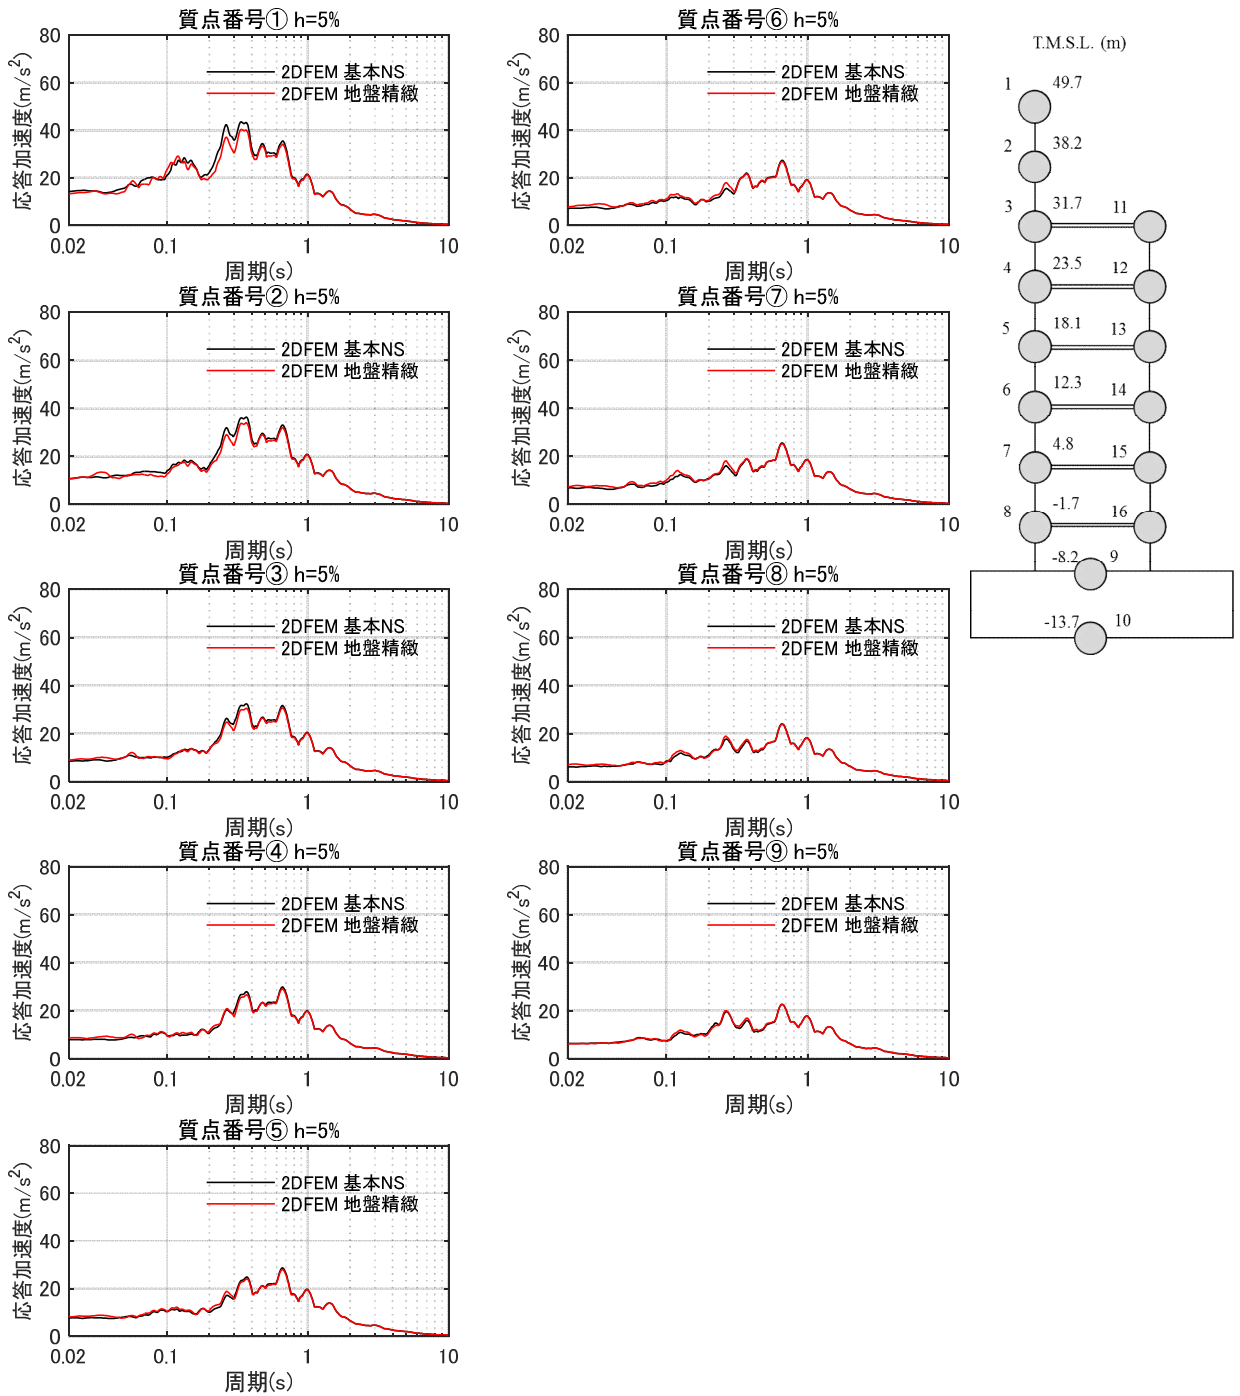 質点番号① h=5%
応答加速度(m/s²)
80
60
40
20
0
2DFEM 基本NS
2DFEM 地盤精緻
0.02
0.1
1
10
周期(s)
質点番号② h=5%
応答加速度(m/s²)
80
60
40
20
0
2DFEM 基本NS
2DFEM 地盤精緻
0.02
0.1
1
10
周期(s)
質点番号③ h=5%
応答加速度(m/s²)
80
60
40
20
0
2DFEM 基本NS
2DFEM 地盤精緻
0.02
0.1
1
10
周期(s)
質点番号④ h=5%
応答加速度(m/s²)
80
60
40
20
0
2DFEM 基本NS
2DFEM 地盤精緻
0.02
0.1
1
10
周期(s)
質点番号⑤ h=5%
応答加速度(m/s²)
80
60
40
20
0
2DFEM 基本NS
2DFEM 地盤精緻
0.02
0.1
1
10
周期(s)
質点番号⑥ h=5%
応答加速度(m/s²)
80
60
40
20
0
2DFEM 基本NS
2DFEM 地盤精緻
0.02
0.1
1
10
周期(s)
質点番号⑦ h=5%
応答加速度(m/s²)
80
60
40
20
0
2DFEM 基本NS
2DFEM 地盤精緻
0.02
0.1
1
10
周期(s)
質点番号⑧ h=5%
応答加速度(m/s²)
80
60
40
20
0
2DFEM 基本NS
2DFEM 地盤精緻
0.02
0.1
1
10
周期(s)
質点番号⑨ h=5%
応答加速度(m/s²)
80
60
40
20
0
2DFEM 基本NS
2DFEM 地盤精緻
0.02
0.1
1
10
周期(s)
T.M.S.L. (m)
1 49.7
2 38.2
3 31.7 11
4 23.5 12
5 18.1 13
6 12.3 14
7 4.8 15
8 -1.7 16
-8.2 9
-13.7 10